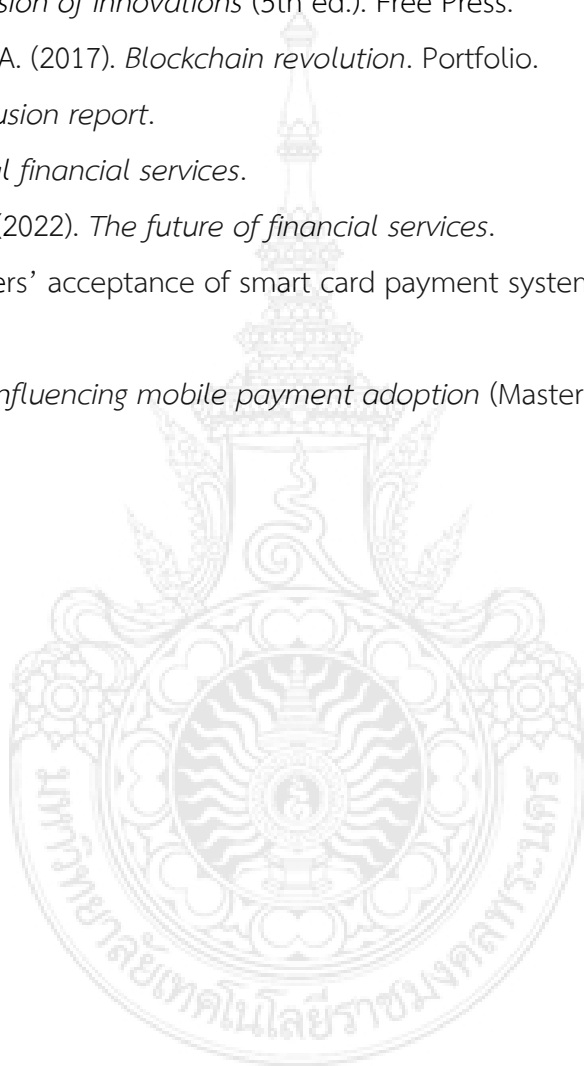 sion of innovations (5th ed.). Free Press.
A. (2017). Blockchain revolution. Portfolio.
usion report.
l financial services.
(2022). The future of financial services.
ers’ acceptance of smart card payment system
nfluencing mobile payment adoption (Master
มหาวิทยาลัยเทคโนโลยีราชมงคลพระนคร